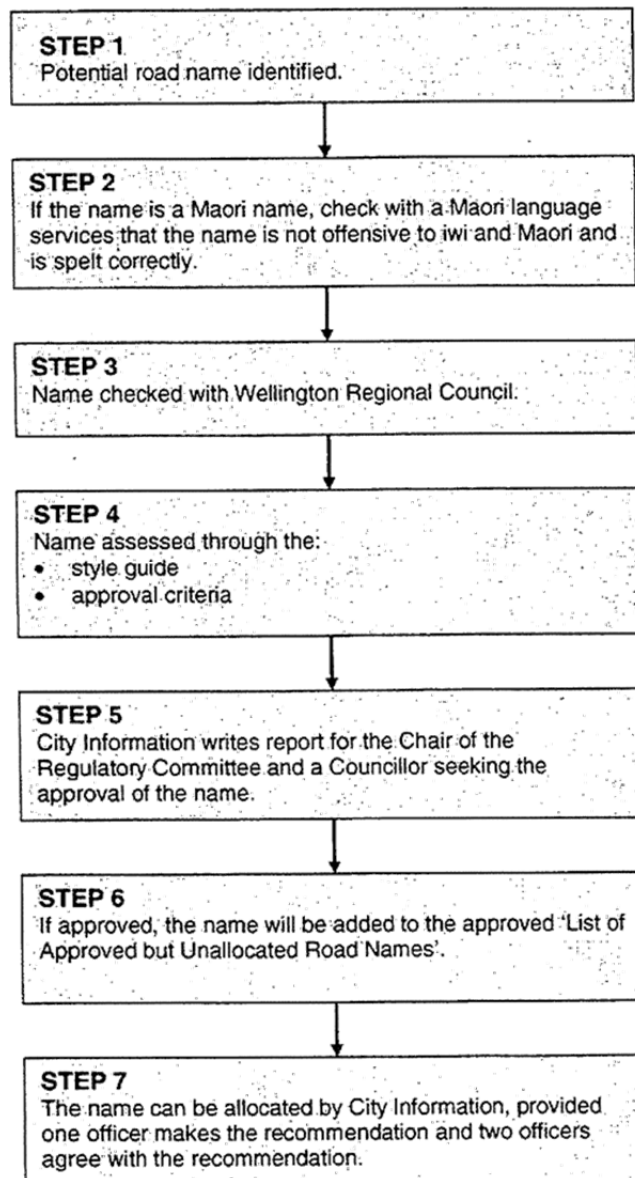 STEP 1
Potential road name identified.
STEP 2
If the name is a Maori name, check with a Maori language
services that the name is not offensive to iwi and Maori and
is spelt correctly.
STEP 3
Name checked with Wellington Regional Council.
STEP 4
Name assessed through the:
• style guide
• approval criteria
STEP 5
City Information writes report for the Chair of the
Regulatory Committee and a Councillor seeking the
approval of the name.
STEP 6
If approved, the name will be added to the approved 'List of
Approved but Unallocated Road Names'.
STEP 7
The name can be allocated by City Information, provided
one officer makes the recommendation and two officers
agree with the recommendation.